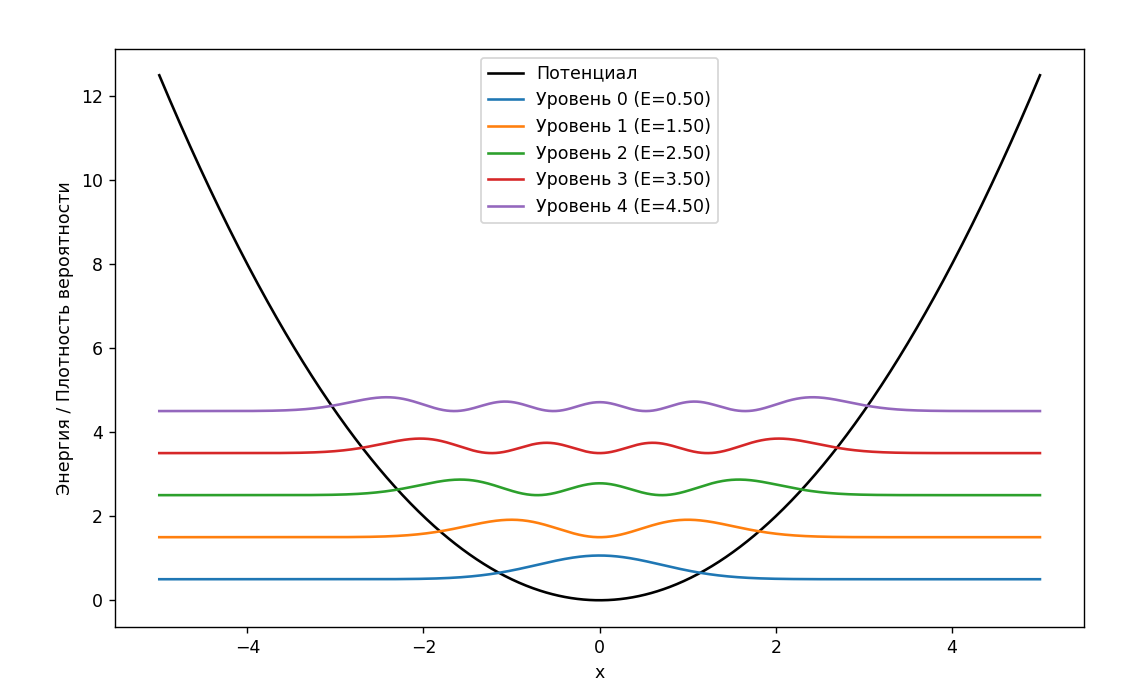 Потенциал
Уровень 0 (E=0.50)
Уровень 1 (E=1.50)
Уровень 2 (E=2.50)
Уровень 3 (E=3.50)
Уровень 4 (E=4.50)
Энергия / Плотность вероятности
12
10
8
6
4
2
0
−4
−2
0
2
4
x